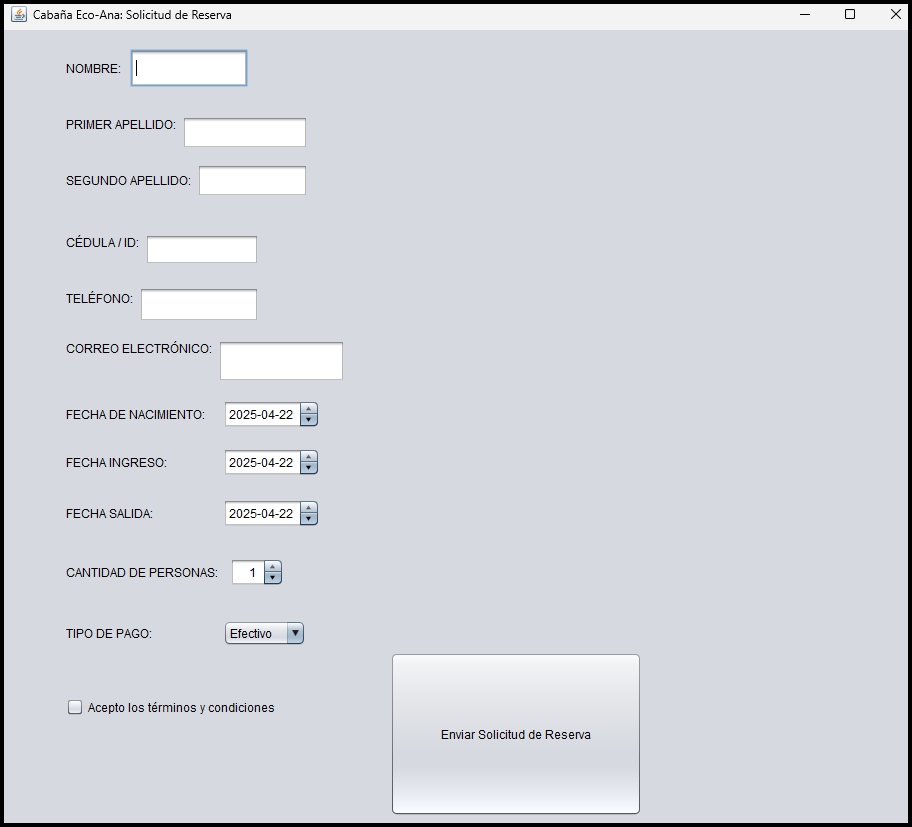 Cabaña Eco-Ana: Solicitud de Reserva
NOMBRE:
PRIMER APELLIDO:
SEGUNDO APELLIDO:
CÉDULA / ID:
TELÉFONO:
CORREO ELECTRÓNICO:
FECHA DE NACIMIENTO: 2025-04-22
FECHA INGRESO: 2025-04-22
FECHA SALIDA: 2025-04-22
CANTIDAD DE PERSONAS: 1
TIPO DE PAGO: Efectivo
Acepto los términos y condiciones
Enviar Solicitud de Reserva